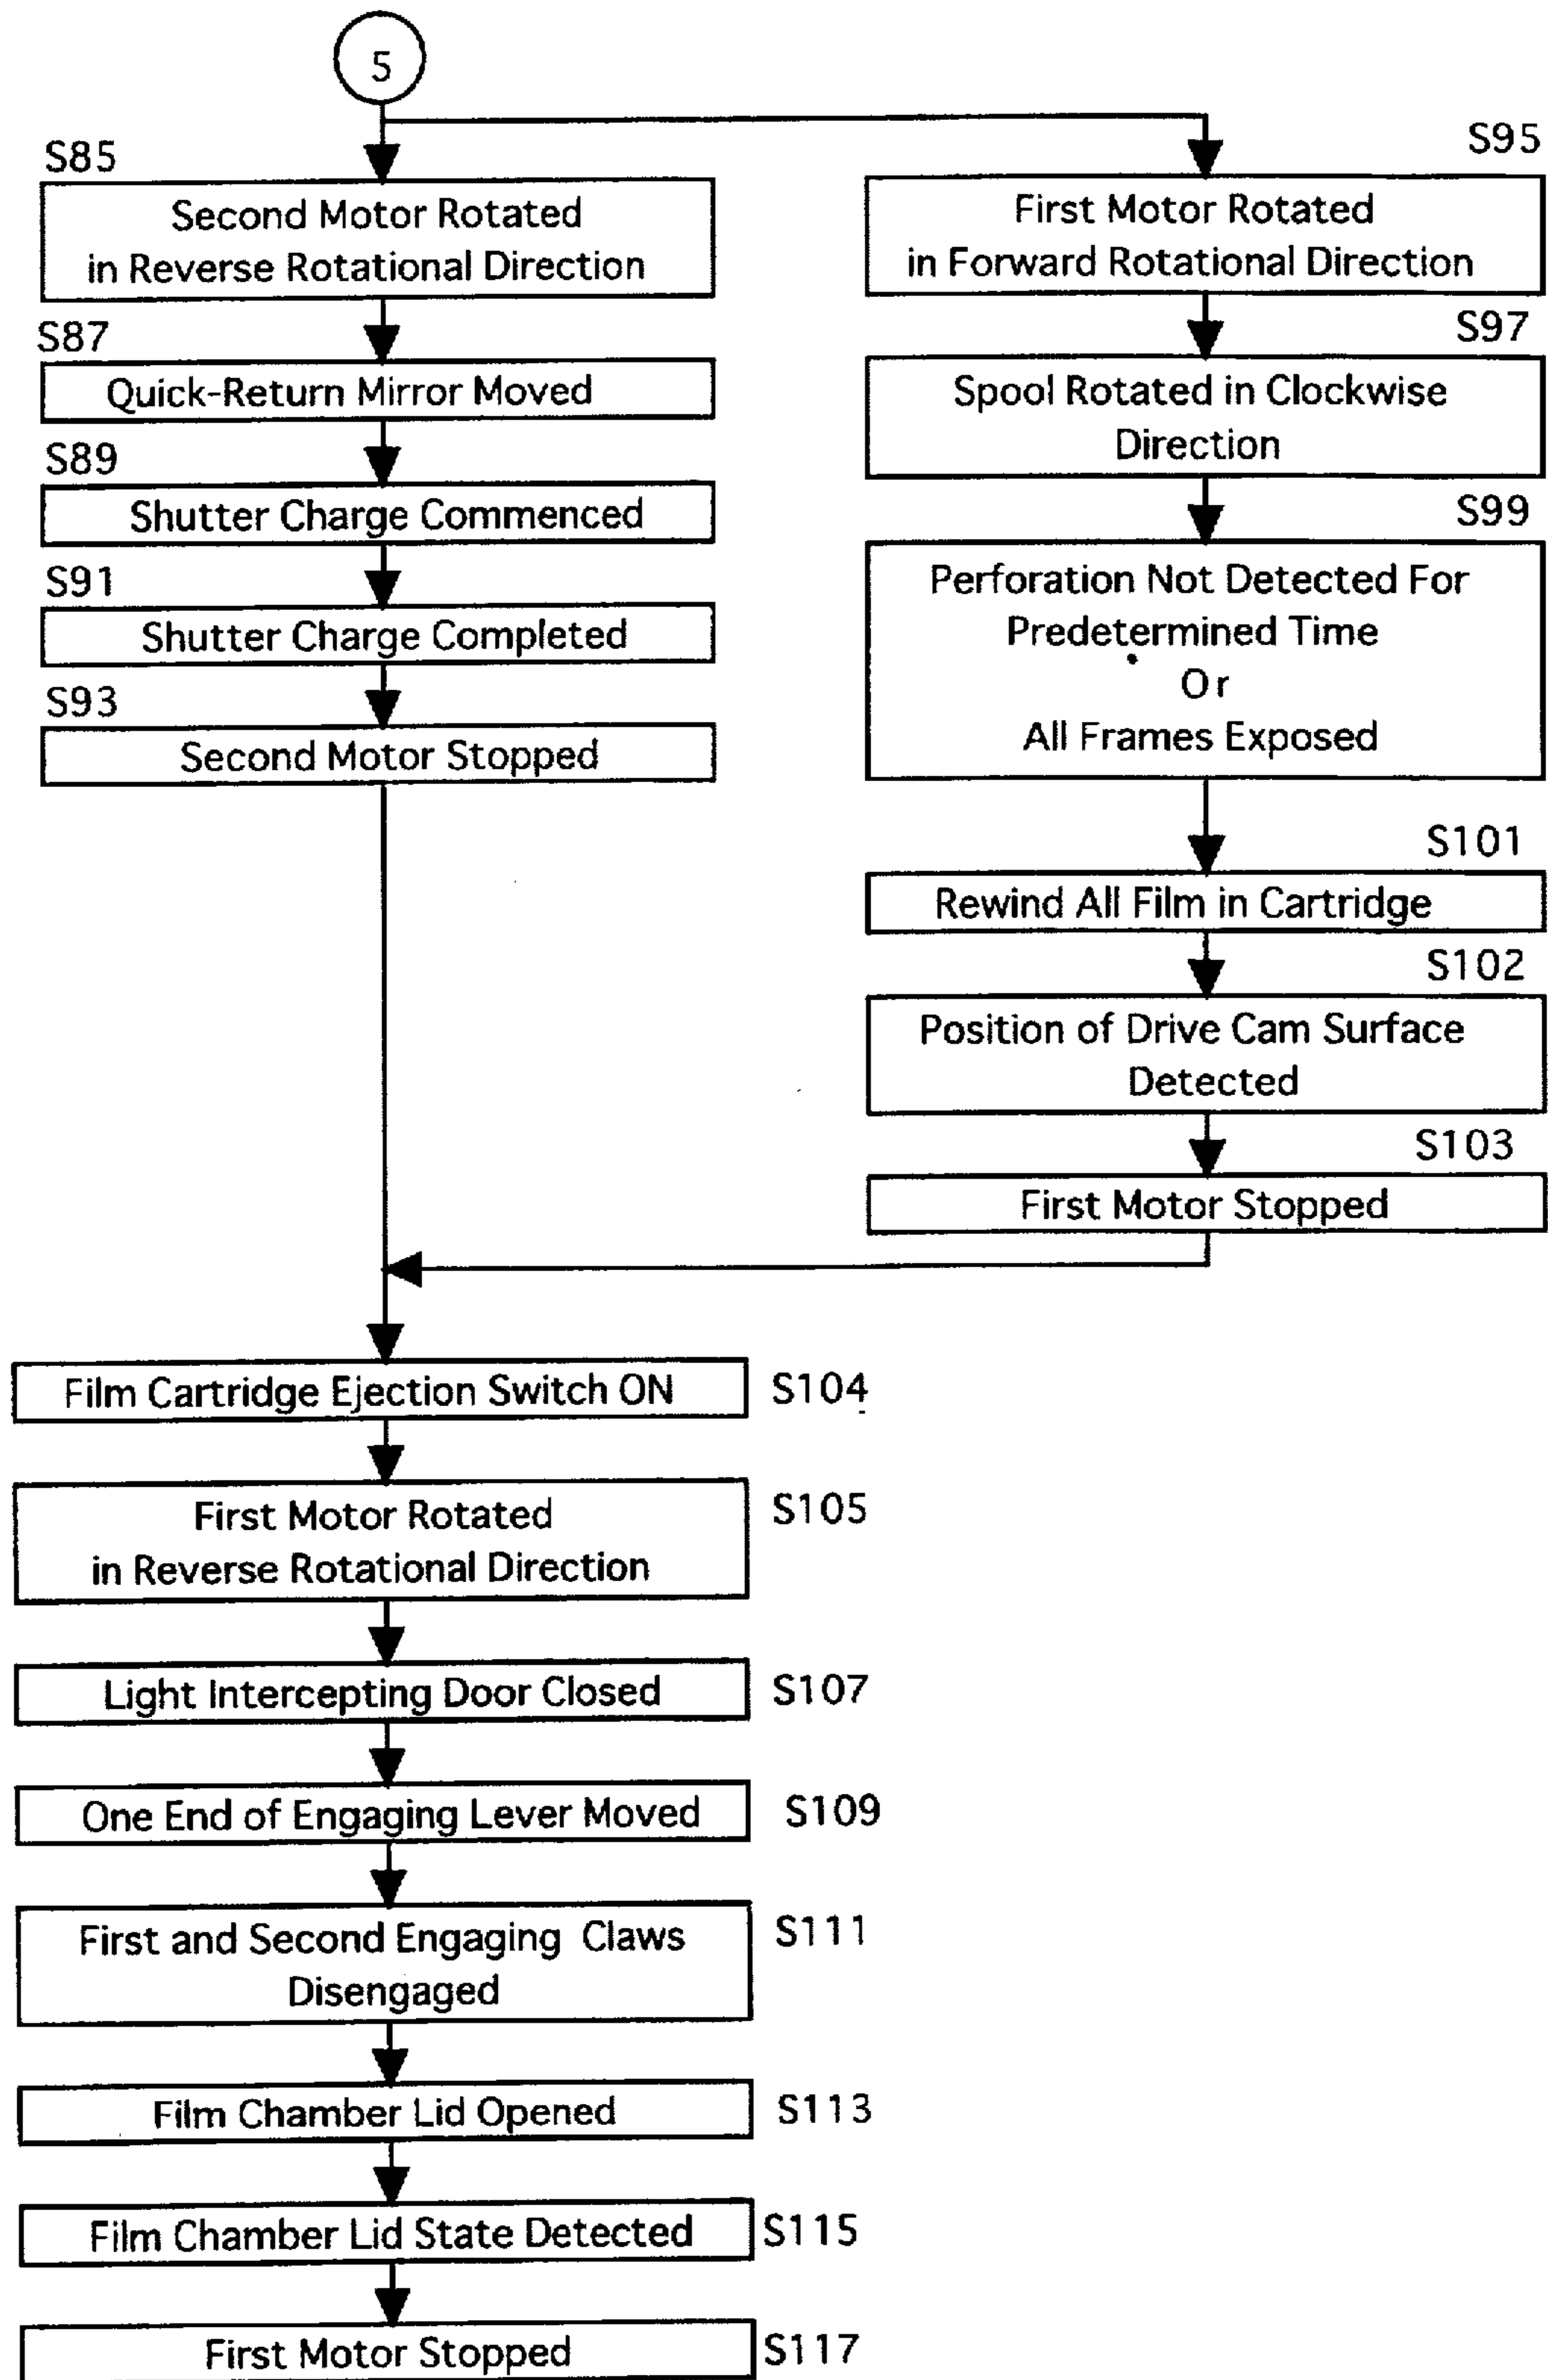 5
S85
Second Motor Rotated
in Reverse Rotational Direction
S87
Quick-Return Mirror Moved
S89
Shutter Charge Commenced
S91
Shutter Charge Completed
S93
Second Motor Stopped
S95
First Motor Rotated
in Forward Rotational Direction
S97
Spool Rotated in Clockwise
Direction
S99
Perforation Not Detected For
Predetermined Time
Or
All Frames Exposed
S101
Rewind All Film in Cartridge
S102
Position of Drive Cam Surface
Detected
S103
First Motor Stopped
Film Cartridge Ejection Switch ON S104
First Motor Rotated S105
in Reverse Rotational Direction
Light Intercepting Door Closed S107
One End of Engaging Lever Moved S109
First and Second Engaging Claws S111
Disengaged
Film Chamber Lid Opened S113
Film Chamber Lid State Detected S115
First Motor Stopped S117